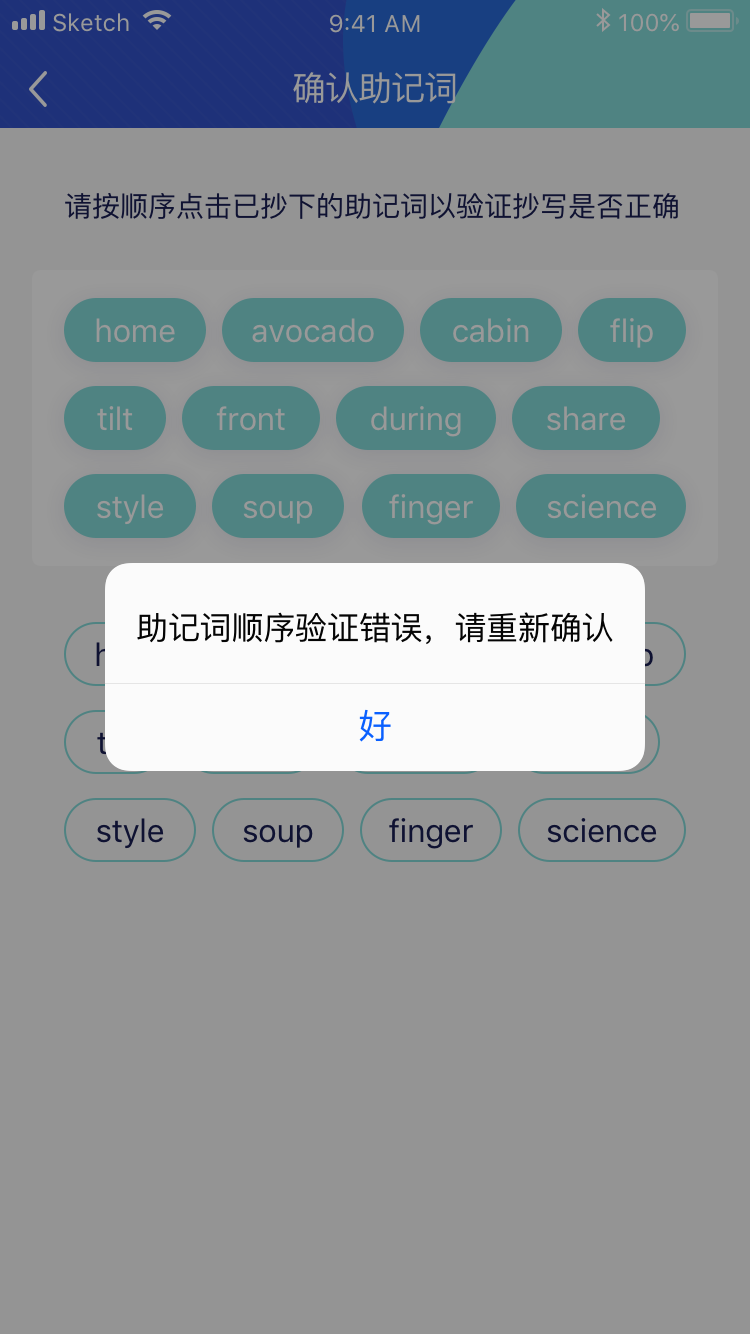 Sketch 9:41 AM 100%
确认助记词
请按顺序点击已抄下的助记词以验证抄写是否正确
home avocado cabin flip
tilt front during share
style soup finger science
助记词顺序验证错误，请重新确认
好
style soup finger science